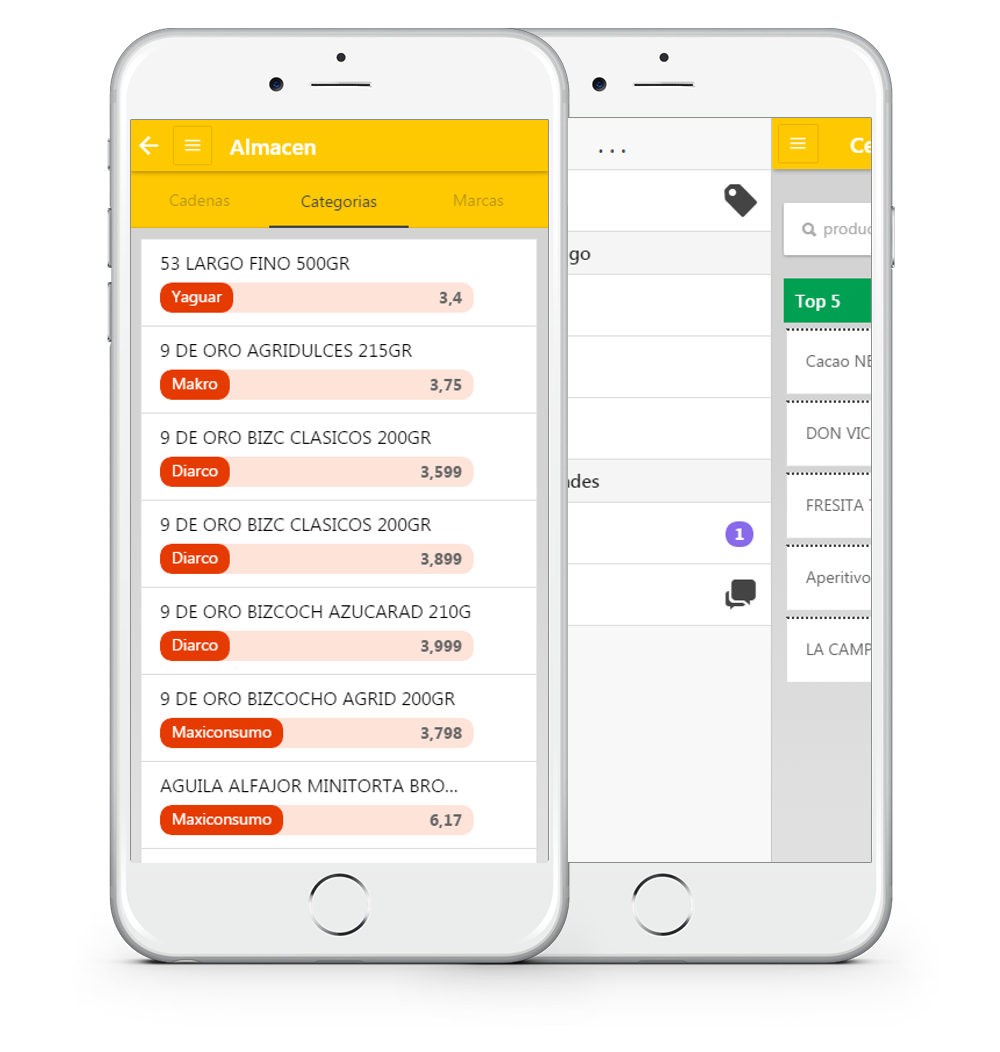 Almacen
Cadenas
Categorias
Marcas
53 LARGO FINO 500GR
Yaguar
3,4
9 DE ORO AGRIDULCES 215GR
Makro
3,75
9 DE ORO BIZC CLASICOS 200GR
Diarco
3,599
9 DE ORO BIZC CLASICOS 200GR
Diarco
3,899
9 DE ORO BIZCOCH AZUCARAD 210G
Diarco
3,999
9 DE ORO BIZCOCHO AGRID 200GR
Maxiconsumo
3,798
AGUILA ALFAJOR MINITORTA BRO...
Maxiconsumo
6,17
...
go
des
1
Ce
produc
Top 5
Cacao NE
DON VIC
FRESITA
Aperitivo
LA CAMP